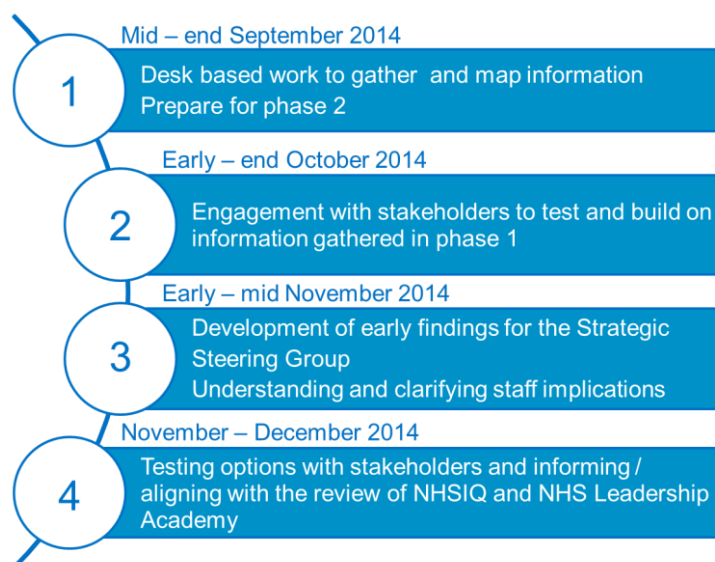 Mid – end September 2014
1
Desk based work to gather and map information
Prepare for phase 2
Early – end October 2014
2
Engagement with stakeholders to test and build on
information gathered in phase 1
Early – mid November 2014
3
Development of early findings for the Strategic
Steering Group
Understanding and clarifying staff implications
November – December 2014
4
Testing options with stakeholders and informing /
aligning with the review of NHSIQ and NHS Leadership
Academy